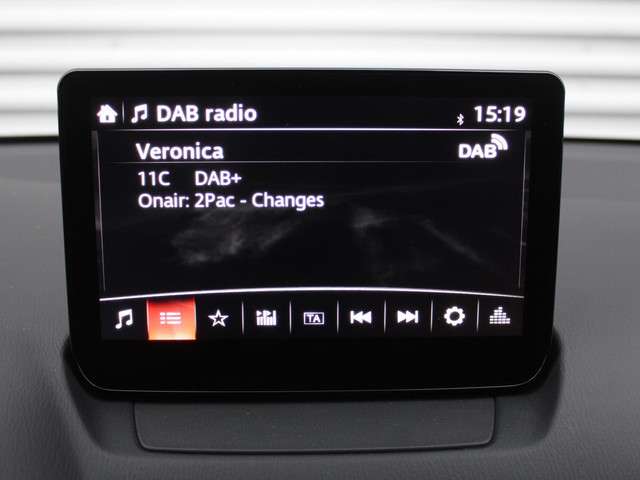 DAB radio 15:19
Veronica DAB
11C DAB+
Onair: 2Pac - Changes
TA